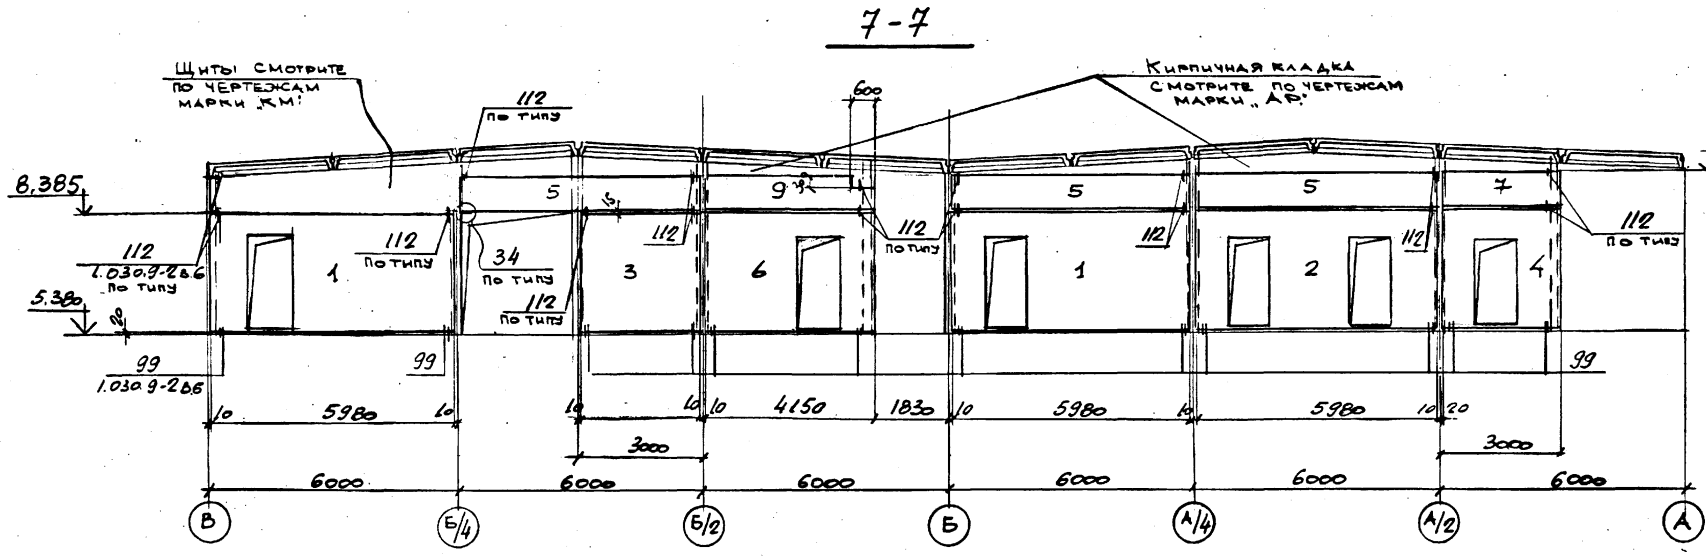 7-7
Щиты смотрите
по чертежам
марки „КМ"
Кирпичная кладка
смотрите по чертежам
марки „АР"
600
112
по типу
8.385
5
9
5
5
7
112
1.030.9-2 в.6
по типу
112
по типу
34
по типу
112
по типу
15
112
112
по типу
112
112
112
по типу
1
3
6
1
2
4
5.380
20
99
1.030.9-2 в.6
99
99
10
5980
10
10
10
10
4150
1830
10
5980
10
5980
10
20
3000
3000
6000
6000
6000
6000
6000
6000
В
Б/4
Б/2
Б
А/4
А/2
А